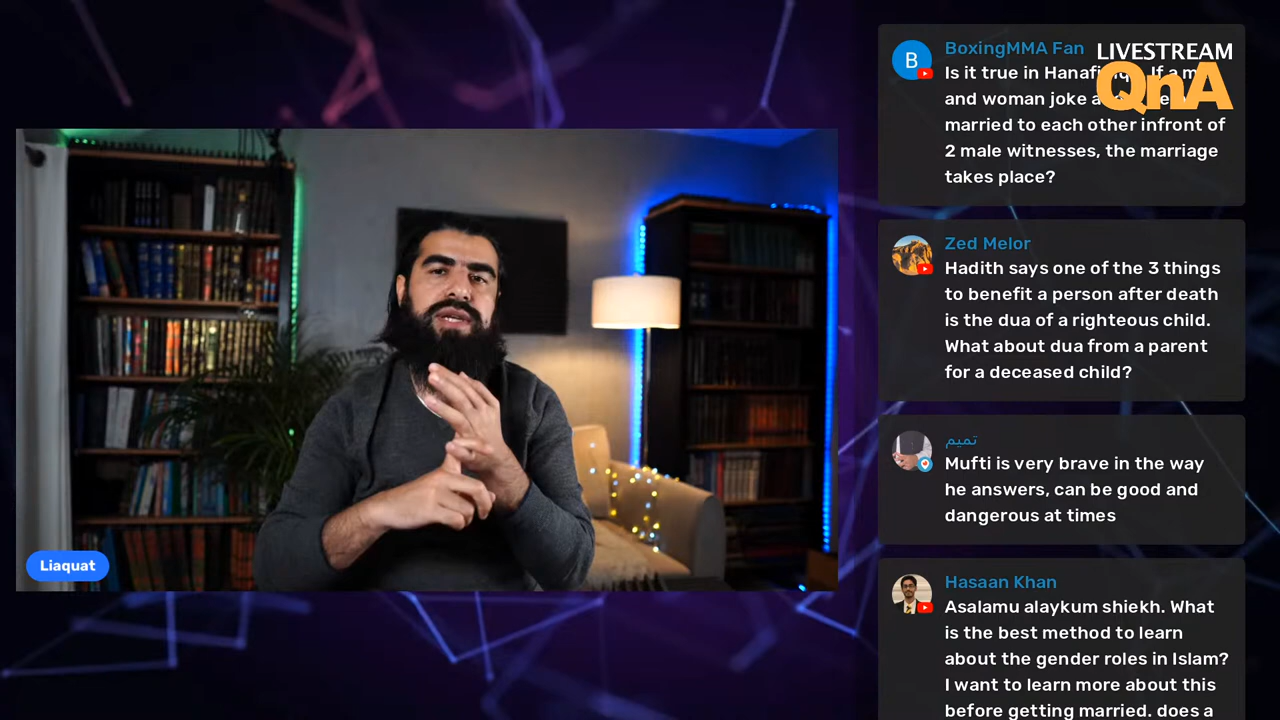 Liaquat
LIVESTREAM
QnA
B
BoxingMMA Fan
Is it true in
and woman joke
married to each other infront of
2 male witnesses, the marriage
takes place?
Zed Melor
Hadith says one of the 3 things
to benefit a person after death
is the dua of a righteous child.
What about dua from a parent
for a deceased child?
تميم
Mufti is very brave in the way
he answers, can be good and
dangerous at times
Hasaan Khan
Asalamu alaykum shiekh. What
is the best method to learn
about the gender roles in Islam?
I want to learn more about this
before getting married. does a